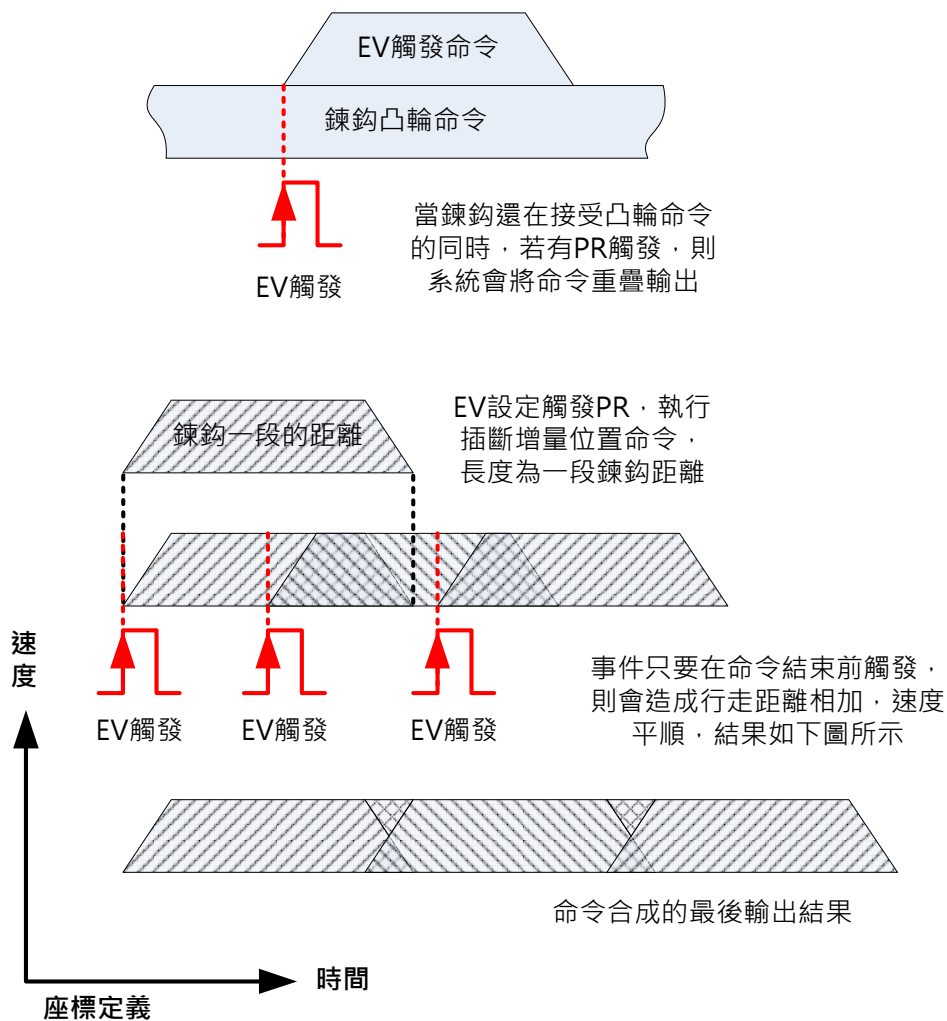 EV觸發命令
鍊鈎凸輪命令
當鍊鈎還在接受凸輪命令
的同時，若有PR觸發，則
系統會將命令重疊輸出
EV觸發
鍊鈎一段的距離
EV設定觸發PR，執行
插斷增量位置命令，
長度為一段鍊鈎距離
速
度
EV觸發
EV觸發
EV觸發
事件只要在命令結束前觸發，
則會造成行走距離相加，速度
平順，結果如下圖所示
命令合成的最後輸出結果
時間
座標定義